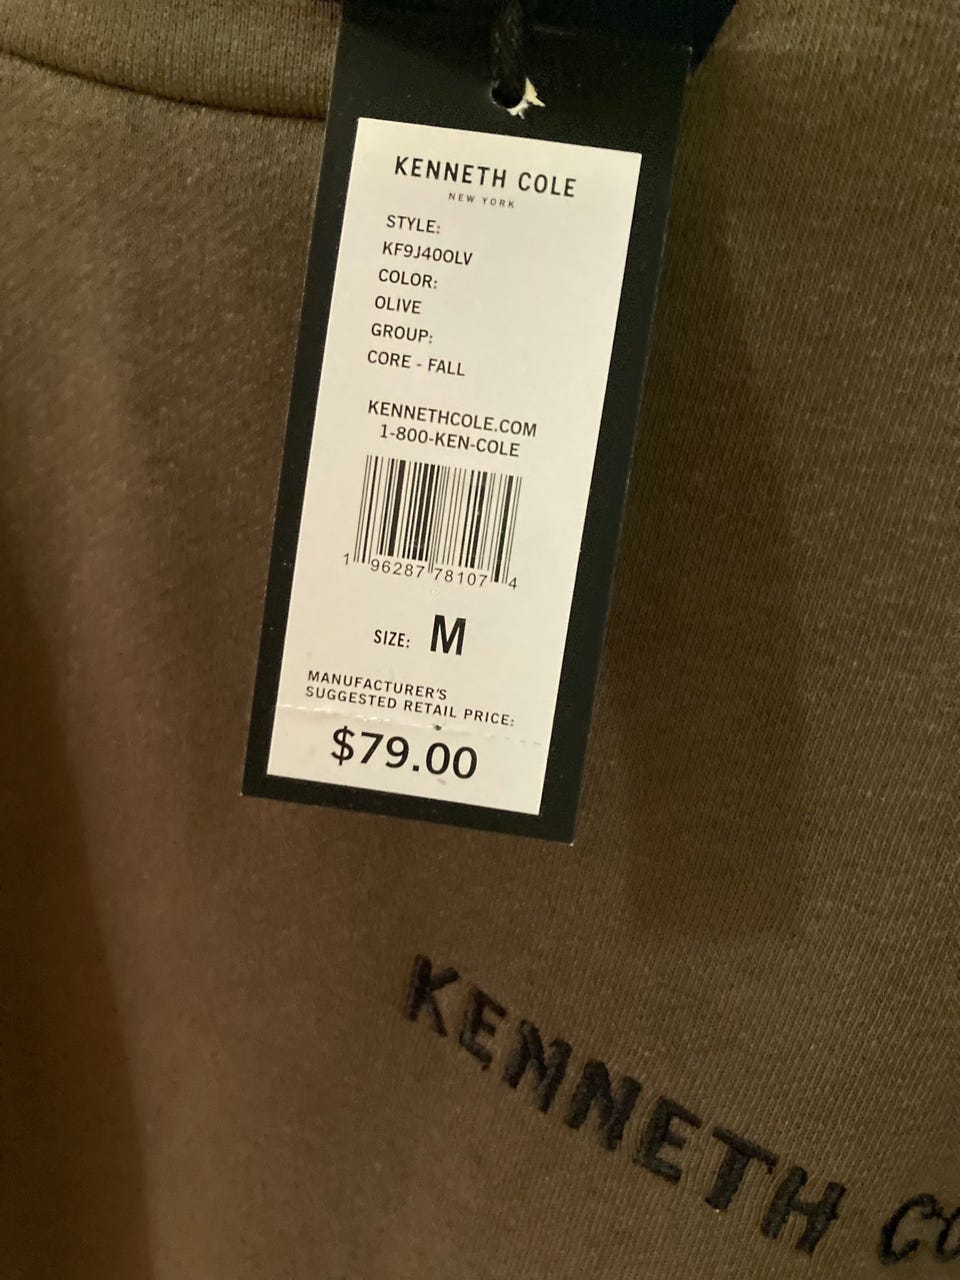 KENNETH COLE
NEW YORK
STYLE:
KF9J40OLV
COLOR:
OLIVE
GROUP:
CORE - FALL
KENNETHCOLE.COM
1-800-KEN-COLE
1 96287 78107 4
SIZE: M
MANUFACTURER'S
SUGGESTED RETAIL PRICE:
$79.00
KENNETH CO